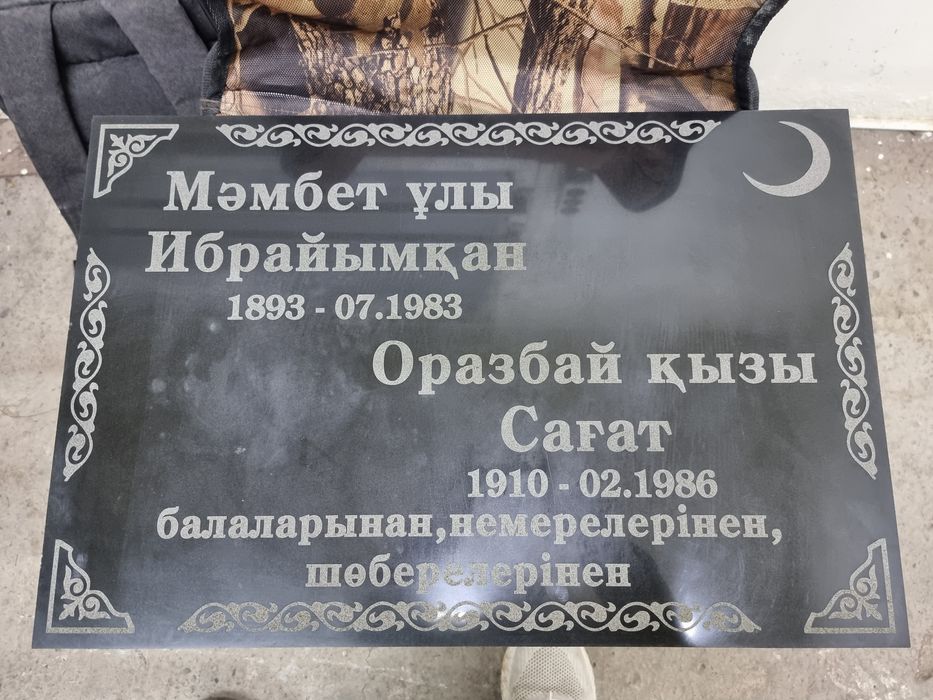 Мәмбет ұлы
Ибрайымқан
1893 - 07.1983
Оразбай қызы
Сағат
1910 - 02.1986
балаларынан,немерелерінен,
шөберелерінен